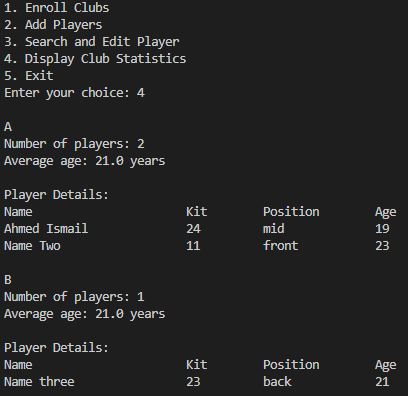 1. Enroll Clubs
2. Add Players
3. Search and Edit Player
4. Display Club Statistics
5. Exit
Enter your choice: 4
A
Number of players: 2
Average age: 21.0 years
Player Details:
Name Kit Position Age
Ahmed Ismail 24 mid 19
Name Two 11 front 23
B
Number of players: 1
Average age: 21.0 years
Player Details:
Name Kit Position Age
Name three 23 back 21